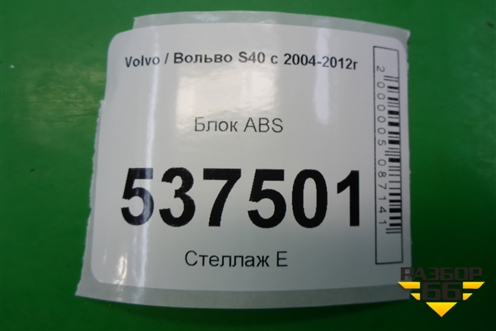 Volvo / Вольво S40 с 2004-2012г
Блок ABS
537501
Стеллаж Е
2000005087141
РАЗБОР
66